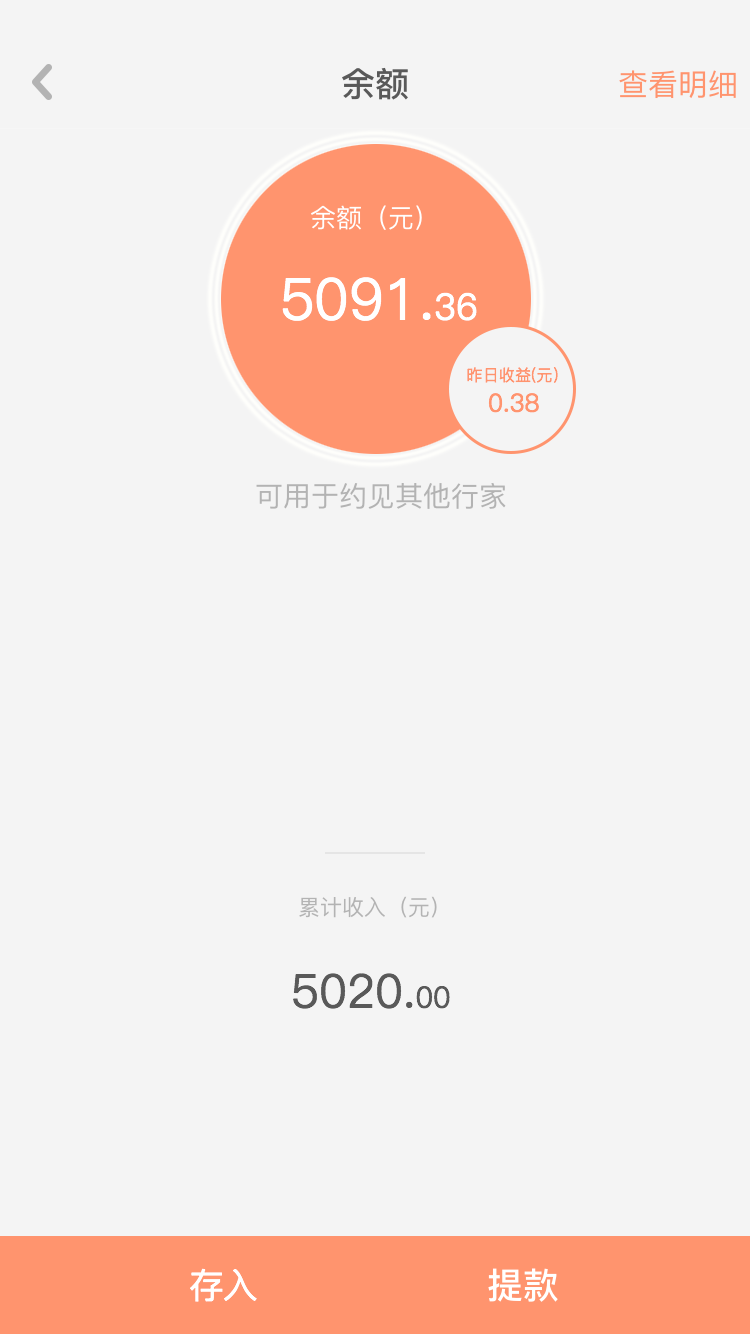 余额
查看明细
余额（元）
5091.36
昨日收益(元)
0.38
可用于约见其他行家
累计收入（元）
5020.00
存入
提款